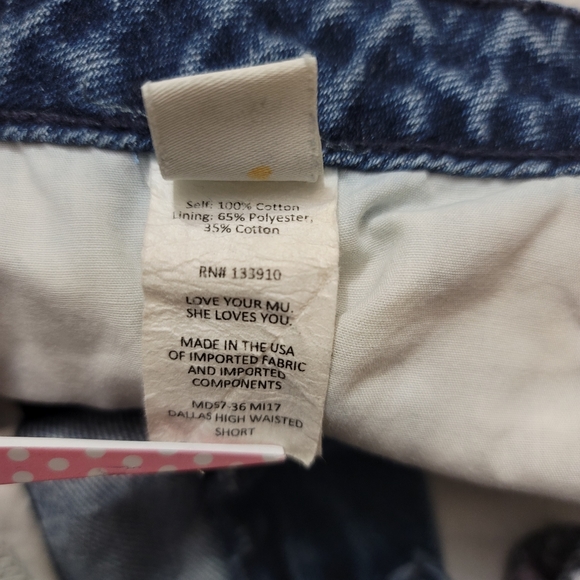 Self: 100% Cotton
Lining: 65% Polyester,
35% Cotton
RN# 133910
LOVE YOUR MU.
SHE LOVES YOU.
MADE IN THE USA
OF IMPORTED FABRIC
AND IMPORTED
COMPONENTS
MD57-36 MI17
DALLAS HIGH WAISTED
SHORT